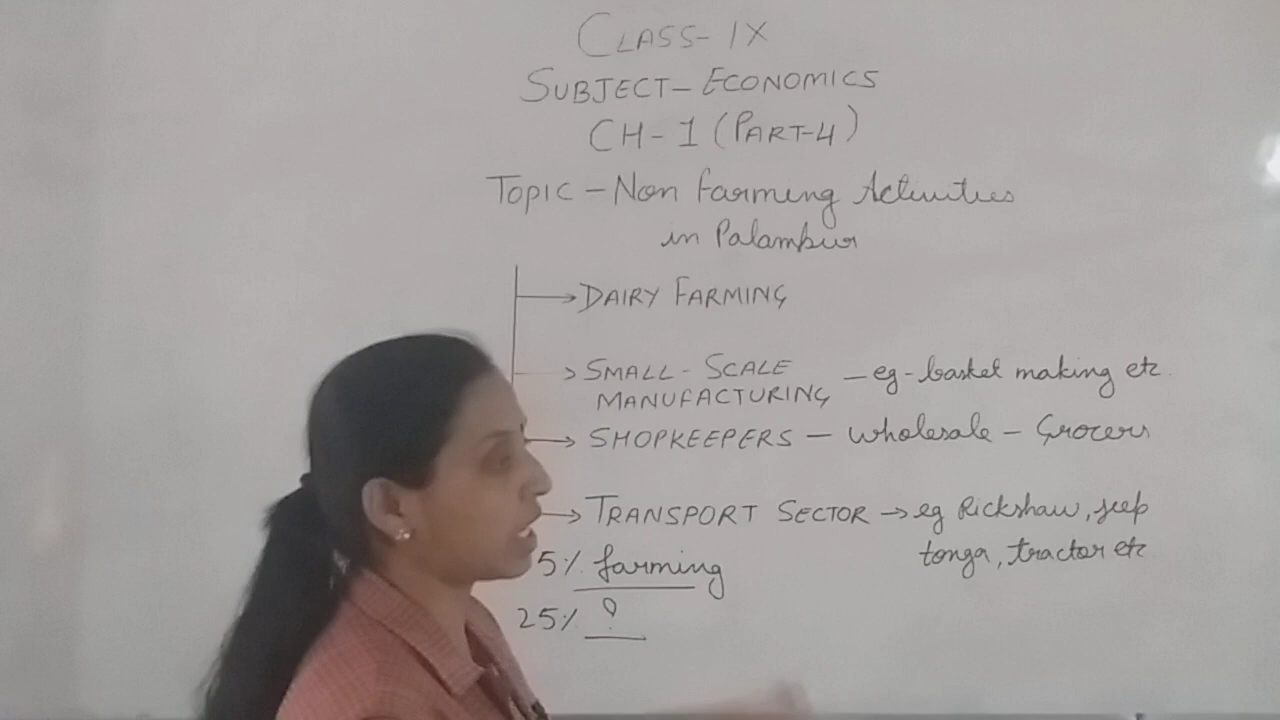 CLASS-IX
SUBJECT-ECONOMICS
CH-1 (PART-4)
TOPIC-Non farming Activities
in Palampur
→ DAIRY FARMING
→ SMALL-SCALE MANUFACTURING - eg-basket making etc.
→ SHOPKEEPERS - wholesale - Grocers
→ TRANSPORT SECTOR → eg Rickshaw, jeep
tonga, tractor etc
5% farming
25% ?